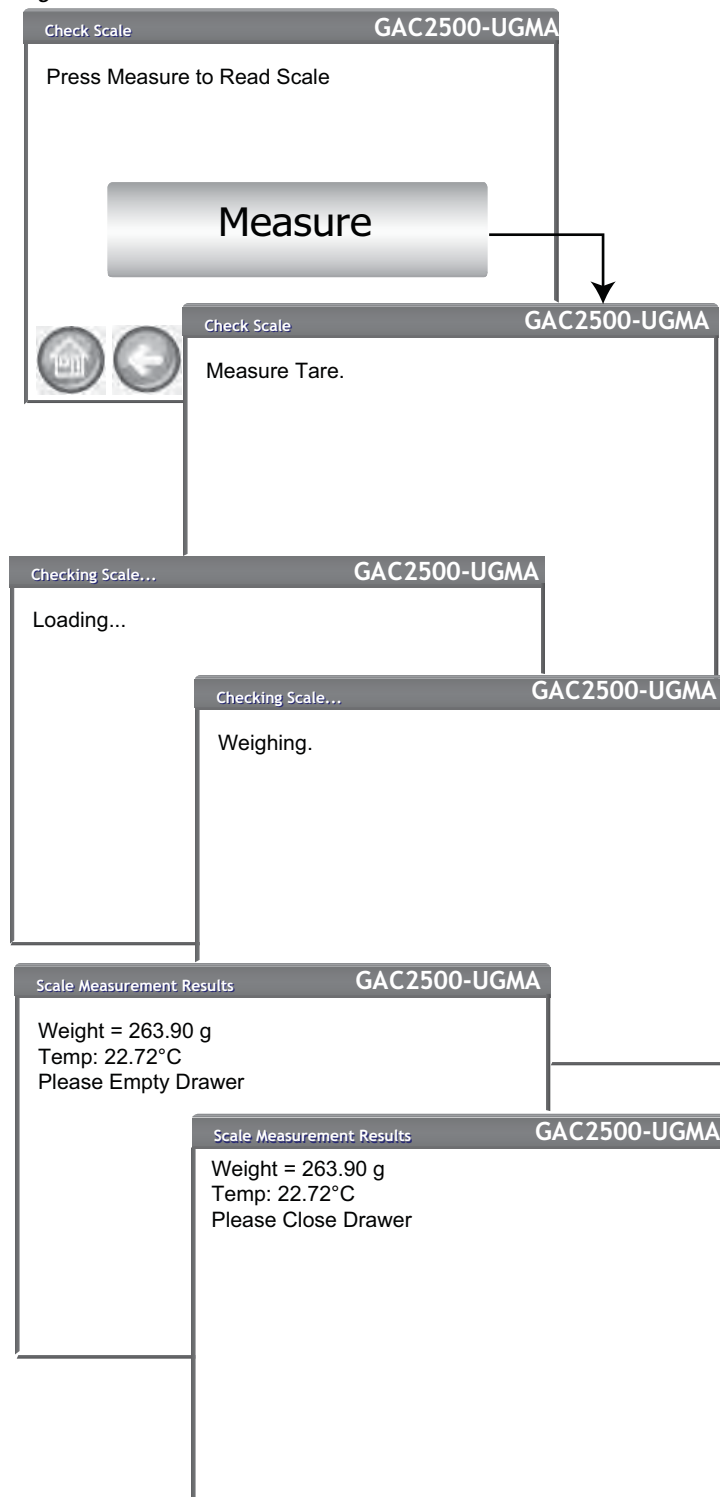 Check Scale GAC2500-UGMA
Press Measure to Read Scale
Measure
Check Scale GAC2500-UGMA
Measure Tare.
Checking Scale... GAC2500-UGMA
Loading...
Checking Scale... GAC2500-UGMA
Weighing.
Scale Measurement Results GAC2500-UGMA
Weight = 263.90 g
Temp: 22.72°C
Please Empty Drawer
Scale Measurement Results GAC2500-UGMA
Weight = 263.90 g
Temp: 22.72°C
Please Close Drawer